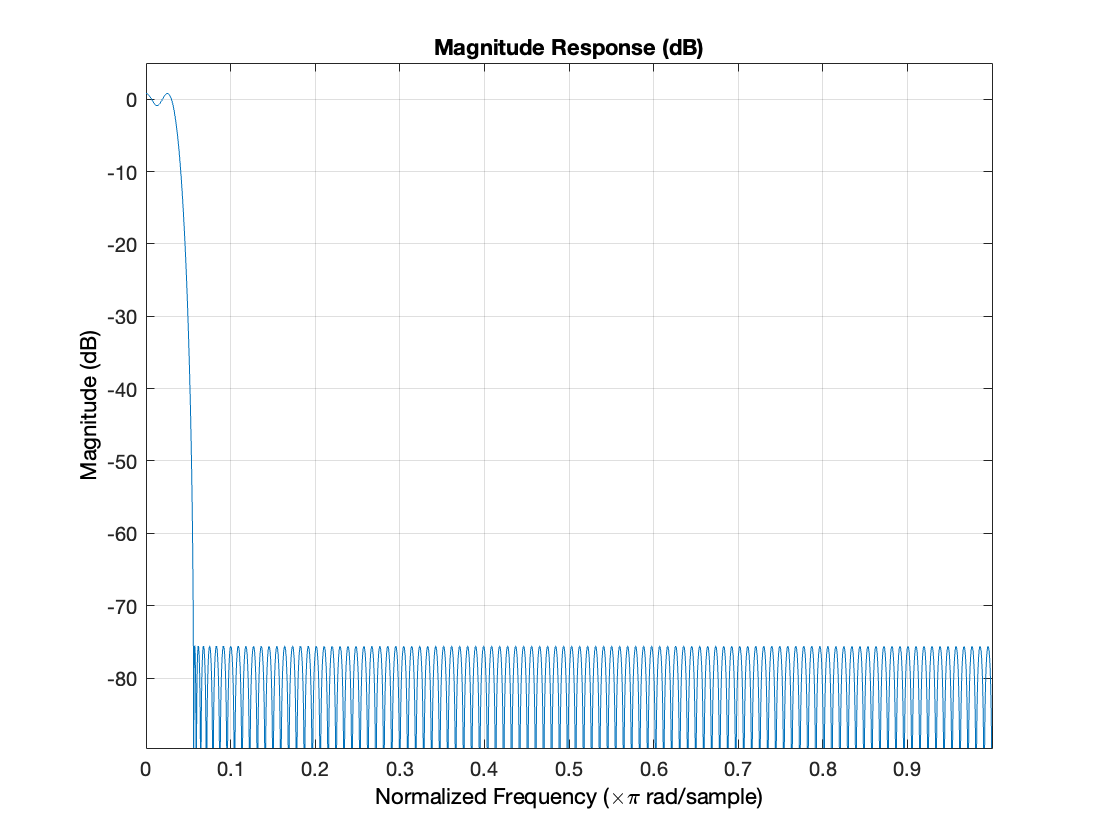 Magnitude Response (dB)
0
-10
-20
-30
-40
-50
-60
-70
-80
Magnitude (dB)
0 0.1 0.2 0.3 0.4 0.5 0.6 0.7 0.8 0.9
Normalized Frequency (×π rad/sample)